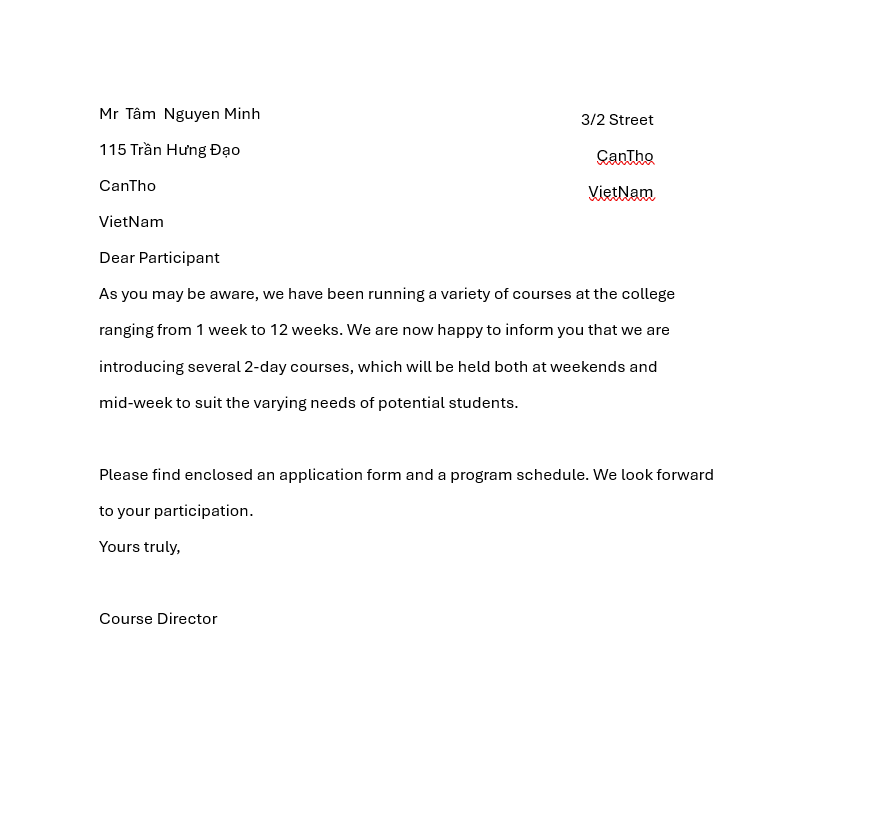 Mr Tâm Nguyen Minh
115 Trần Hưng Đạo
CanTho
VietNam
3/2 Street
CanTho
VietNam
Dear Participant
As you may be aware, we have been running a variety of courses at the college
ranging from 1 week to 12 weeks. We are now happy to inform you that we are
introducing several 2-day courses, which will be held both at weekends and
mid-week to suit the varying needs of potential students.
Please find enclosed an application form and a program schedule. We look forward
to your participation.
Yours truly,
Course Director